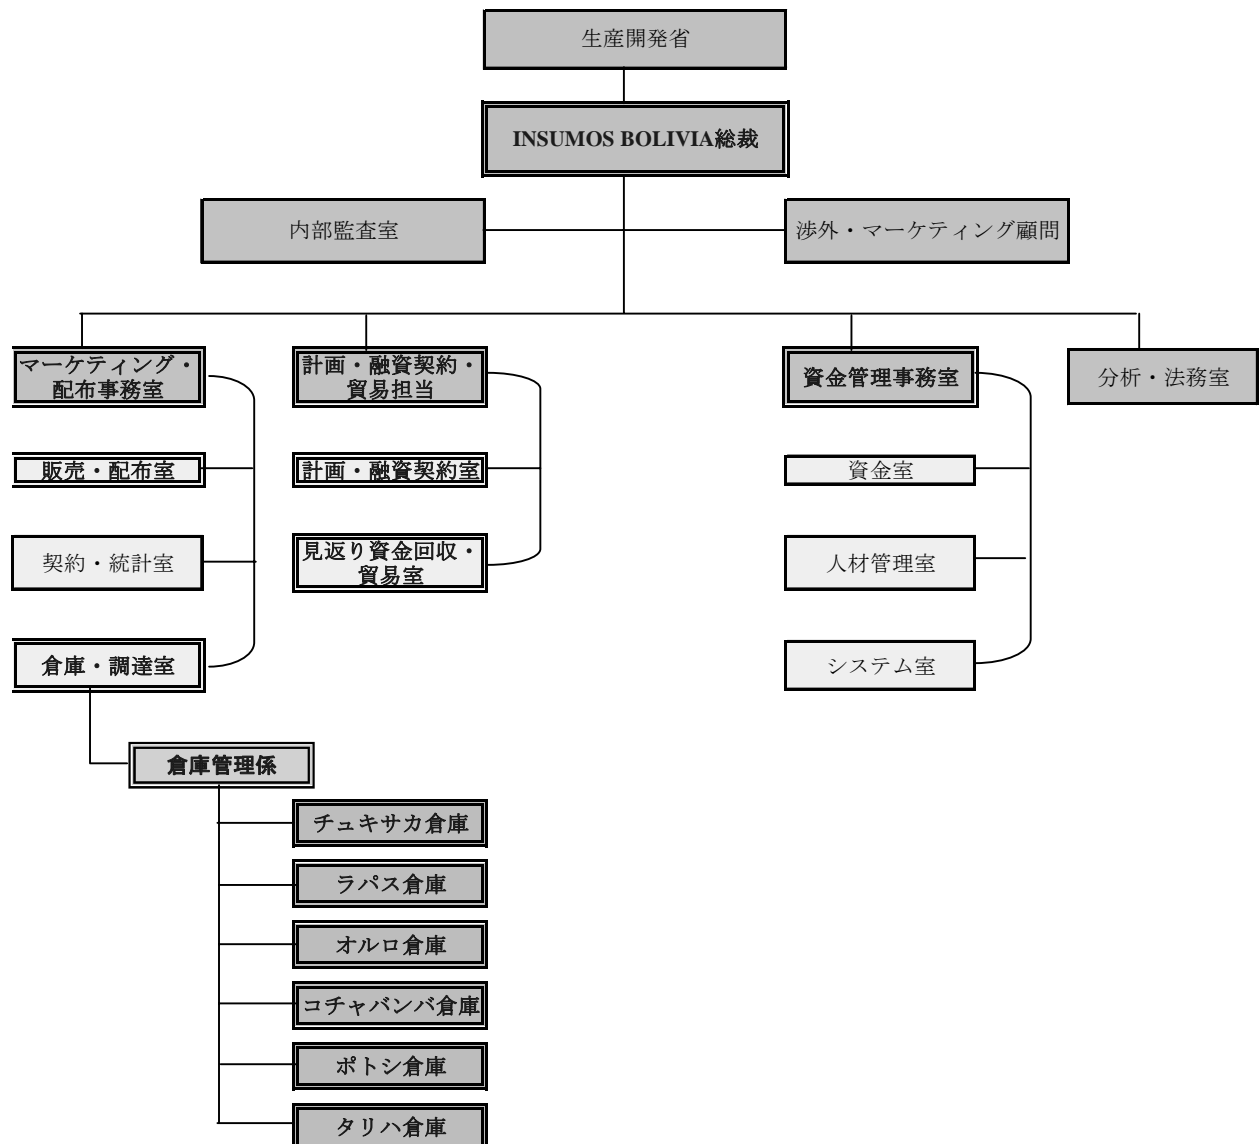 生産開発省
INSUMOS BOLIVIA総裁
内部監査室
渉外・マーケティング顧問
マーケティング・
配布事務室
計画・融資契約・
貿易担当
資金管理事務室
分析・法務室
販売・配布室
計画・融資契約室
資金室
契約・統計室
見返り資金回収・
貿易室
人材管理室
倉庫・調達室
システム室
倉庫管理係
チュキサカ倉庫
ラパス倉庫
オルロ倉庫
コチャバンバ倉庫
ポトシ倉庫
タリハ倉庫